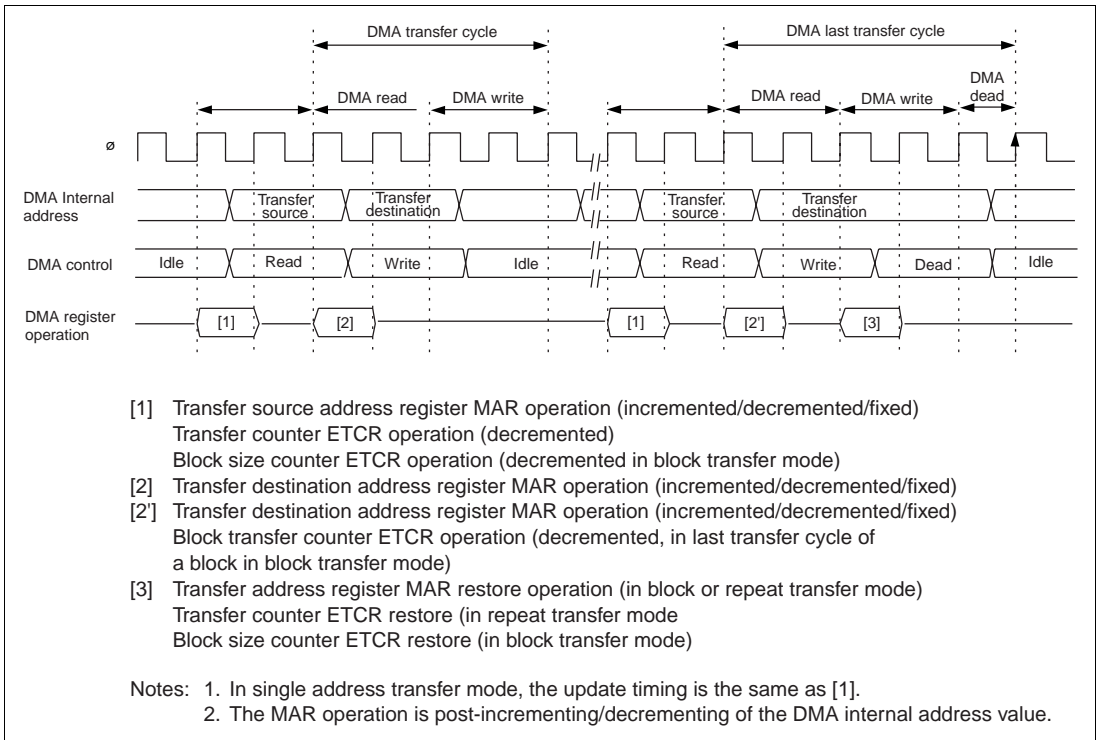 DMA transfer cycle
DMA last transfer cycle
DMA read
DMA write
DMA read
DMA write
DMA dead
ø
DMA Internal address
Transfer source
Transfer destination
Transfer source
Transfer destination
DMA control
Idle
Read
Write
Idle
Read
Write
Dead
Idle
DMA register operation
[1]
[2]
[1]
[2']
[3]
[1] Transfer source address register MAR operation (incremented/decremented/fixed)
Transfer counter ETCR operation (decremented)
Block size counter ETCR operation (decremented in block transfer mode)
[2] Transfer destination address register MAR operation (incremented/decremented/fixed)
[2'] Transfer destination address register MAR operation (incremented/decremented/fixed)
Block transfer counter ETCR operation (decremented, in last transfer cycle of
a block in block transfer mode)
[3] Transfer address register MAR restore operation (in block or repeat transfer mode)
Transfer counter ETCR restore (in repeat transfer mode
Block size counter ETCR restore (in block transfer mode)
Notes: 1. In single address transfer mode, the update timing is the same as [1].
2. The MAR operation is post-incrementing/decrementing of the DMA internal address value.